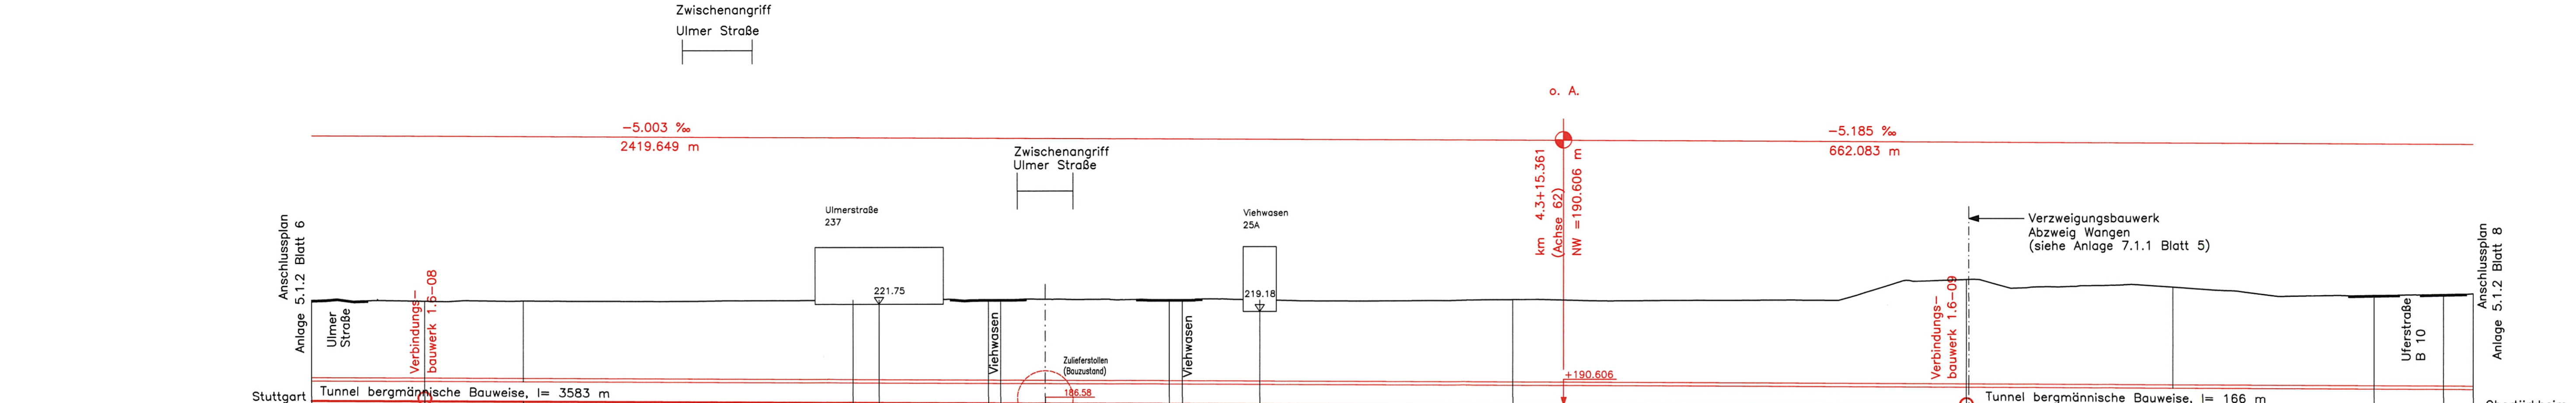 Zwischenangriff
Ulmer Straße
o. A.
-5.003 ‰
2419.649 m
-5.185 ‰
662.083 m
Zwischenangriff
Ulmer Straße
km 4.3+15.361
(Achse 62)
NW =190.606 m
Ulmerstraße
237
Viehwasen
25A
Verzweigungsbauwerk
Abzweig Wangen
(siehe Anlage 7.1.1 Blatt 5)
Anschlussplan
Anlage 5.1.2 Blatt 6
Anschlussplan
Anlage 5.1.2 Blatt 8
221.75
219.18
Ulmer
Straße
Verbindungs-
bauwerk 1.6-08
Viehwasen
Zulieferstollen
(Bauzustand)
186.58
Viehwasen
+190.606
Verbindungs-
bauwerk 1.6-09
Uferstraße
B 10
Stuttgart
Tunnel bergmännische Bauweise, l= 3583 m
Tunnel bergmännische Bauweise, l= 166 m